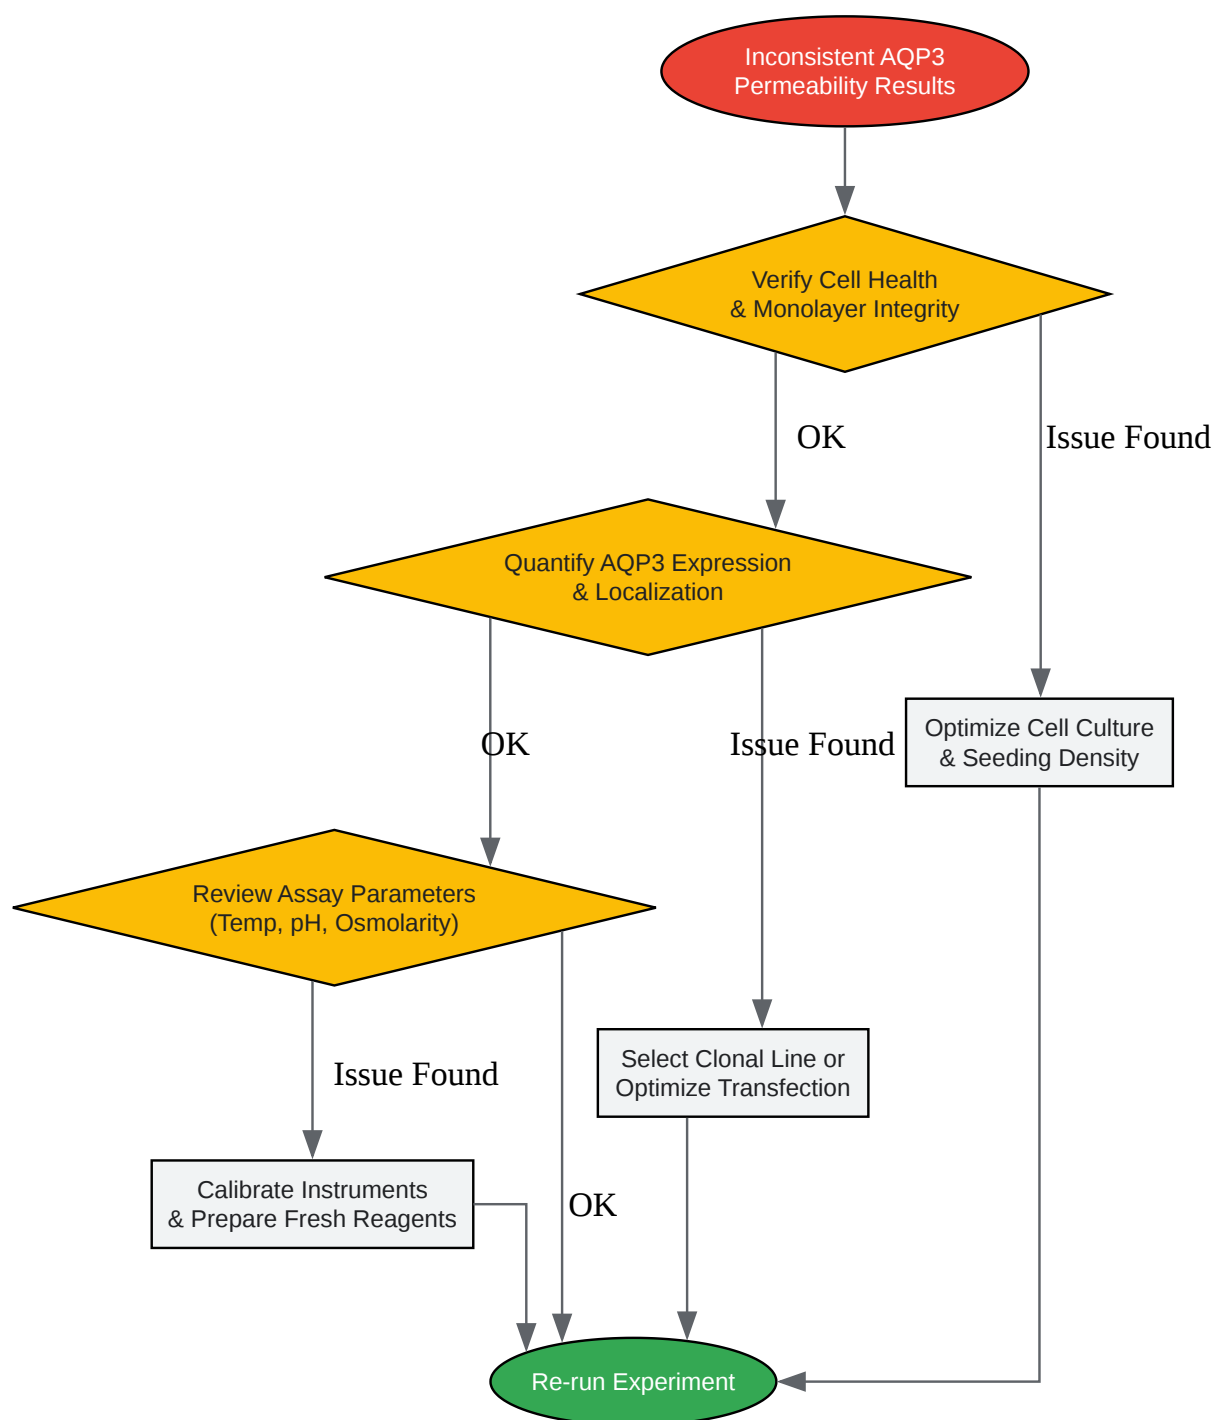 Inconsistent AQP3
Permeability Results
Verify Cell Health
& Monolayer Integrity
OK
Issue Found
Quantify AQP3 Expression
& Localization
OK
Issue Found
Optimize Cell Culture
& Seeding Density
Review Assay Parameters
(Temp, pH, Osmolarity)
Issue Found
Select Clonal Line or
Optimize Transfection
Calibrate Instruments
& Prepare Fresh Reagents
OK
Re-run Experiment